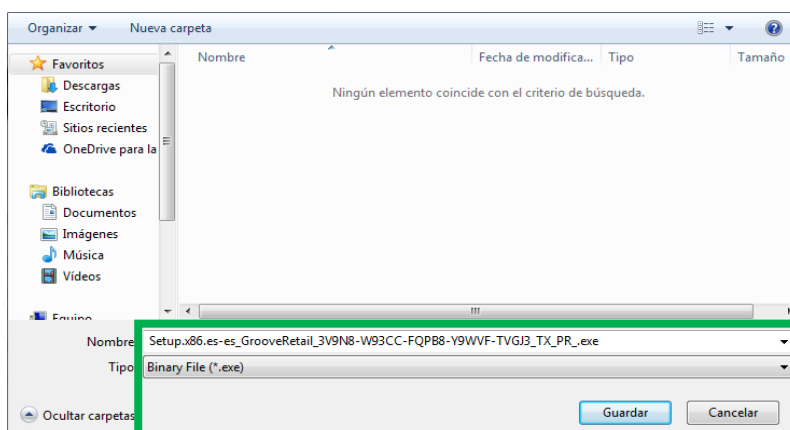 Organizar Nueva carpeta
Nombre Fecha de modifica... Tipo Tamaño
Ningún elemento coincide con el criterio de búsqueda.
Favoritos
Descargas
Escritorio
Sitios recientes
OneDrive para la
Bibliotecas
Documentos
Imágenes
Música
Vídeos
Equipo
Nombre Setup.x86.es-es_GrooveRetail_3V9N8-W93CC-FQPB8-Y9WVF-TVGJ3_TX_PR_.exe
Tipo Binary File (*.exe)
Ocultar carpetas Guardar Cancelar